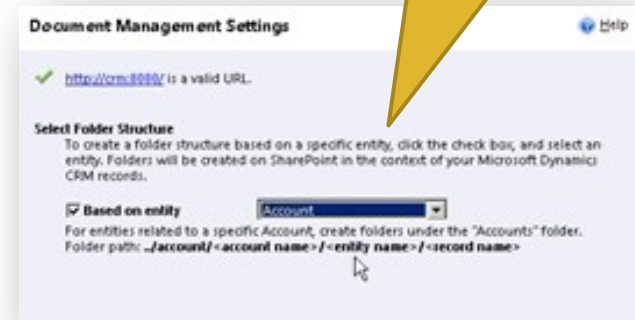 Document Management Settings
Help
http://crm:8080/ is a valid URL.
Select Folder Structure
To create a folder structure based on a specific entity, click the check box, and select an
entity. Folders will be created on SharePoint in the context of your Microsoft Dynamics
CRM records.
Based on entity
Account
For entities related to a specific Account, create folders under the "Accounts" folder.
Folder path: ../account/<account name>/<entity name>/<record name>